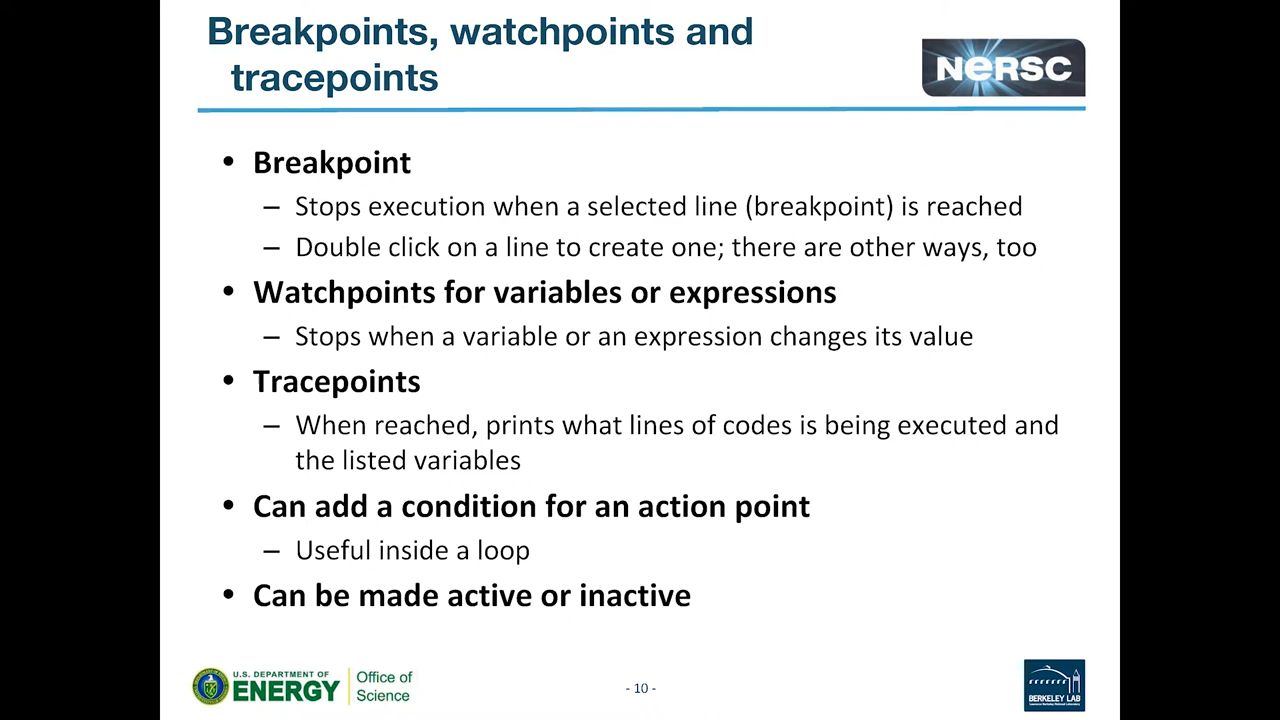 Breakpoints, watchpoints and
tracepoints
NERSC
• Breakpoint
– Stops execution when a selected line (breakpoint) is reached
– Double click on a line to create one; there are other ways, too
• Watchpoints for variables or expressions
– Stops when a variable or an expression changes its value
• Tracepoints
– When reached, prints what lines of codes is being executed and
the listed variables
• Can add a condition for an action point
– Useful inside a loop
• Can be made active or inactive
U.S. DEPARTMENT OF
ENERGY
Office of
Science
- 10 -
BERKELEY LAB